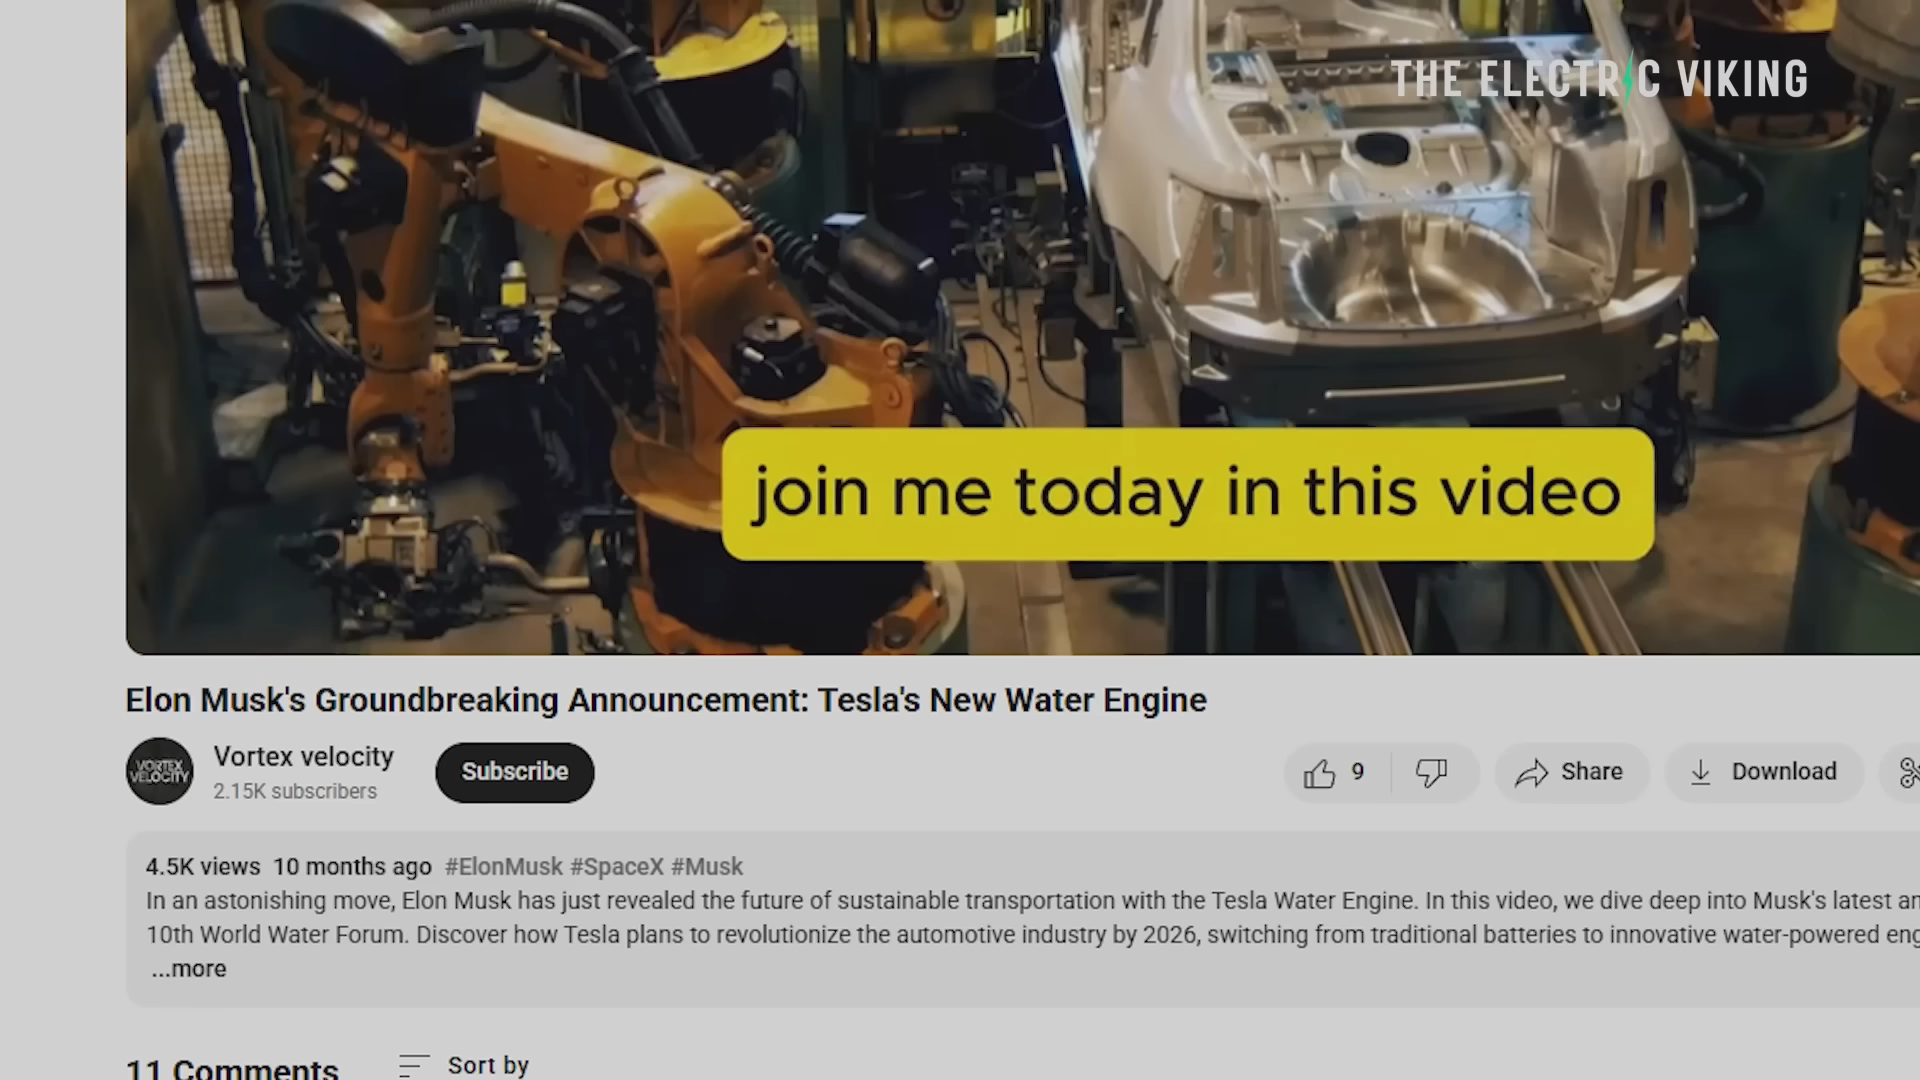 THE ELECTRIC VIKING
join me today in this video
Elon Musk's Groundbreaking Announcement: Tesla's New Water Engine
VORTEX
VELOCITY
Vortex velocity
2.15K subscribers
Subscribe
9
Share
Download
4.5K views 10 months ago #ElonMusk #SpaceX #Musk
In an astonishing move, Elon Musk has just revealed the future of sustainable transportation with the Tesla Water Engine. In this video, we dive deep into Musk's latest
10th World Water Forum. Discover how Tesla plans to revolutionize the automotive industry by 2026, switching from traditional batteries to innovative water-powered
...more
11 Comments
Sort by